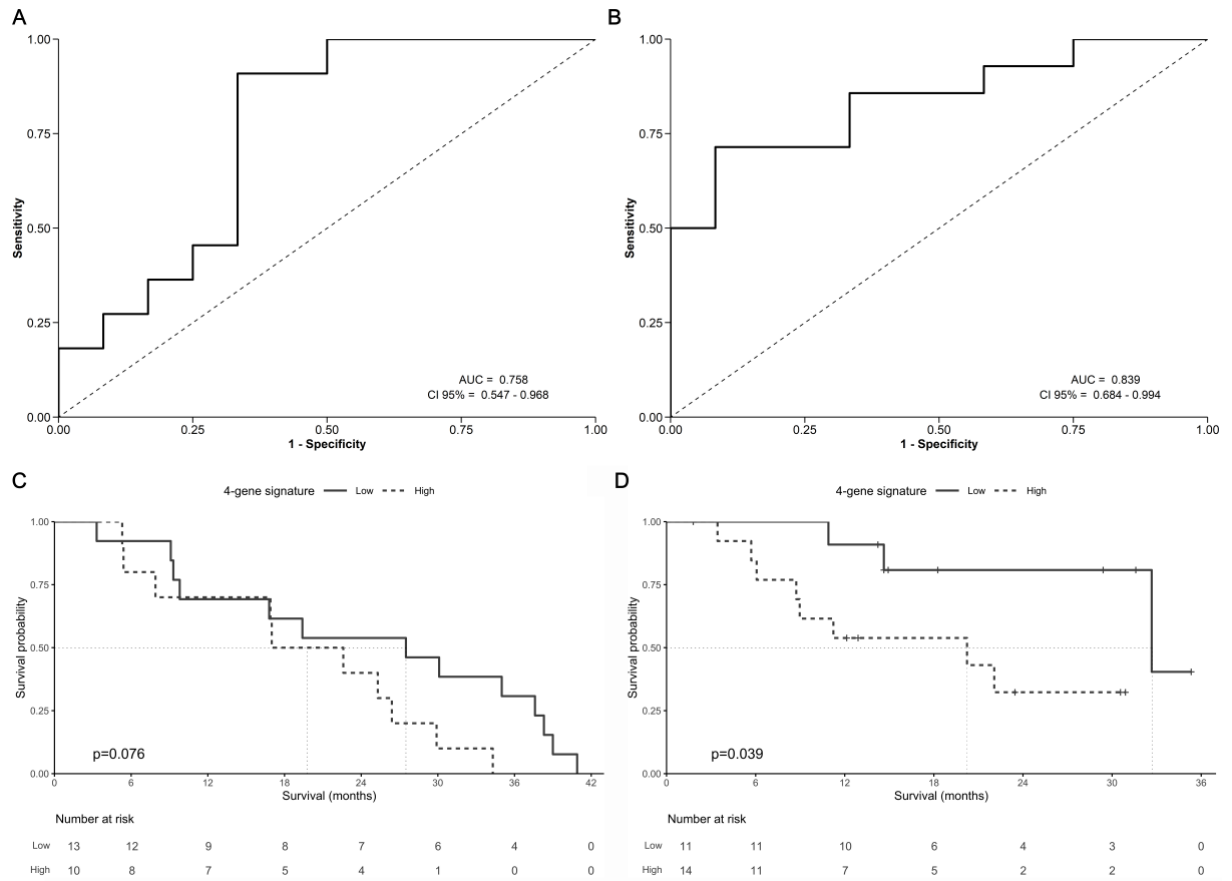 A
1.00
0.75
0.50
0.25
0.00
Sensitivity
AUC = 0.758
CI 95% = 0.547 - 0.968
0.00 0.25 0.50 0.75 1.00
1 - Specificity
B
1.00
0.75
0.50
0.25
0.00
Sensitivity
AUC = 0.839
CI 95% = 0.684 - 0.994
0.00 0.25 0.50 0.75 1.00
1 - Specificity
C
4-gene signature Low High
1.00
0.75
0.50
0.25
0.00
Survival probability
p=0.076
0 6 12 18 24 30 36 42
Survival (months)
Number at risk
Low 13 12 9 8 7 6 4 0
High 10 8 7 5 4 1 0 0
D
4-gene signature Low High
1.00
0.75
0.50
0.25
0.00
Survival probability
p=0.039
0 6 12 18 24 30 36
Survival (months)
Number at risk
Low 11 11 10 6 4 3 0
High 14 11 7 5 2 2 0